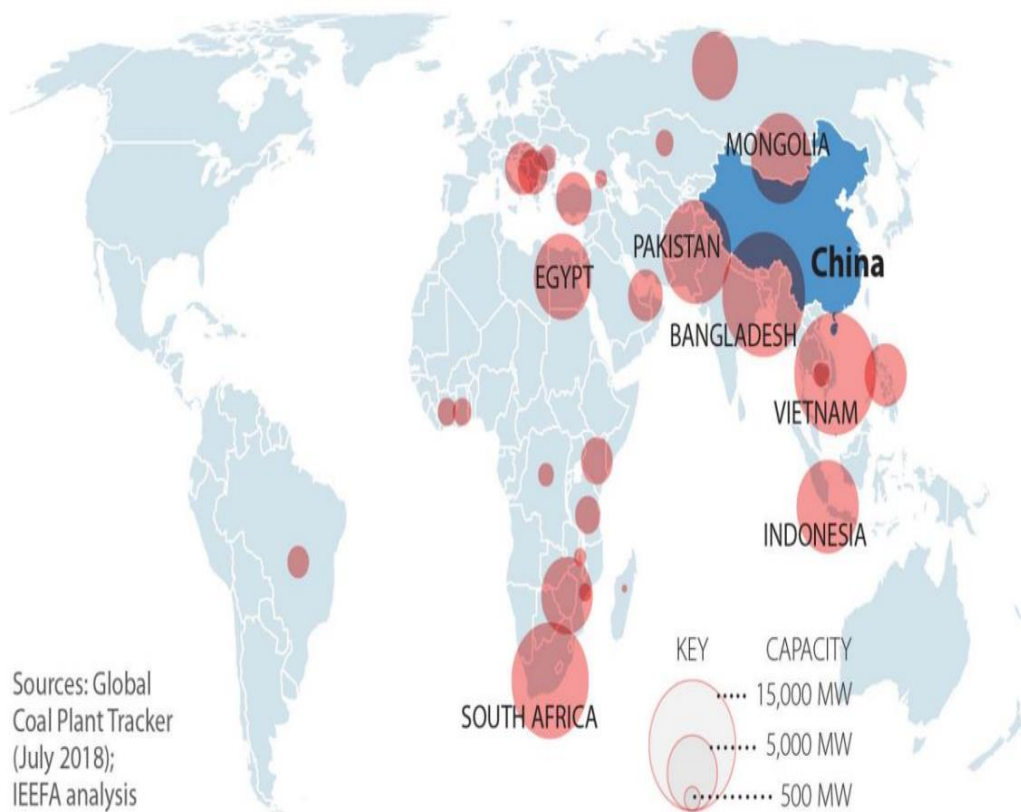 MONGOLIA
PAKISTAN
China
EGYPT
BANGLADESH
VIETNAM
INDONESIA
SOUTH AFRICA
KEY CAPACITY
15,000 MW
5,000 MW
500 MW
Sources: Global
Coal Plant Tracker
(July 2018);
IEEFA analysis